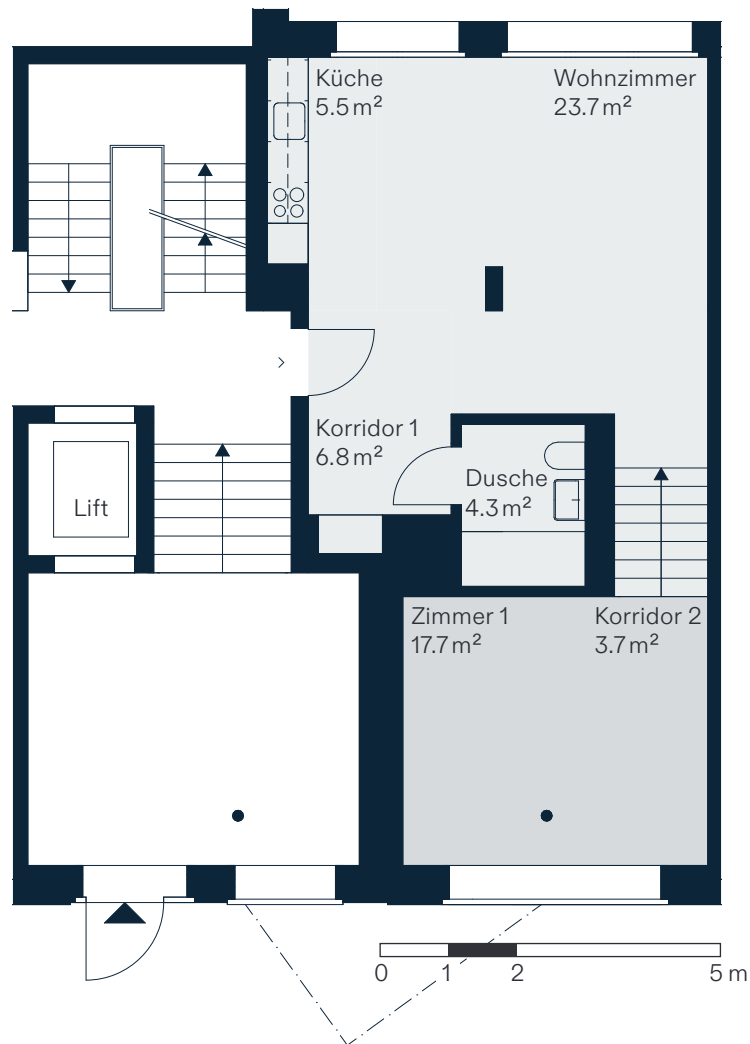 Küche
5.5 m²
Wohnzimmer
23.7 m²
Korridor 1
6.8 m²
Dusche
4.3 m²
Lift
Zimmer 1
17.7 m²
Korridor 2
3.7 m²
0 1 2 5 m